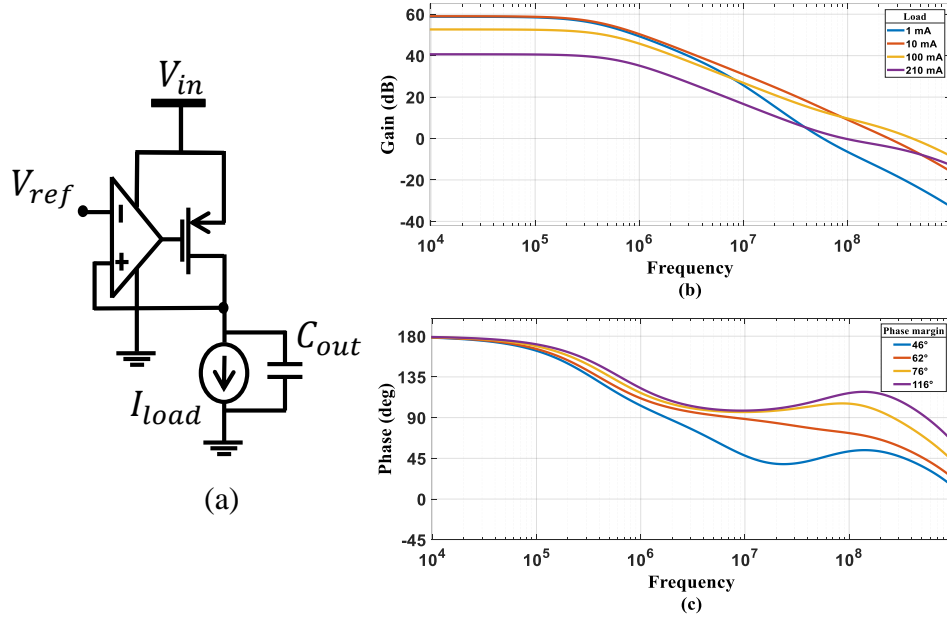 V_in
V_ref
−
+
C_out
I_load
(a)
60
40
20
0
-20
-40
Gain (dB)
10^4
10^5
10^6
10^7
10^8
Frequency
(b)
Load
1 mA
10 mA
100 mA
210 mA
180
135
90
45
0
-45
Phase (deg)
10^4
10^5
10^6
10^7
10^8
Frequency
(c)
Phase margin
46°
62°
76°
116°